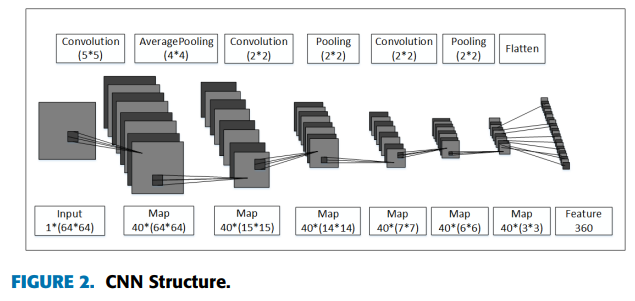 Convolution AveragePooling Convolution Pooling Convolution Pooling Flatten
(5*5) (4*4) (2*2) (2*2) (2*2) (2*2)
Input Map Map Map Map Map Map Feature
1*(64*64) 40*(64*64) 40*(15*15) 40*(14*14) 40*(7*7) 40*(6*6) 40*(3*3) 360
FIGURE 2. CNN Structure.